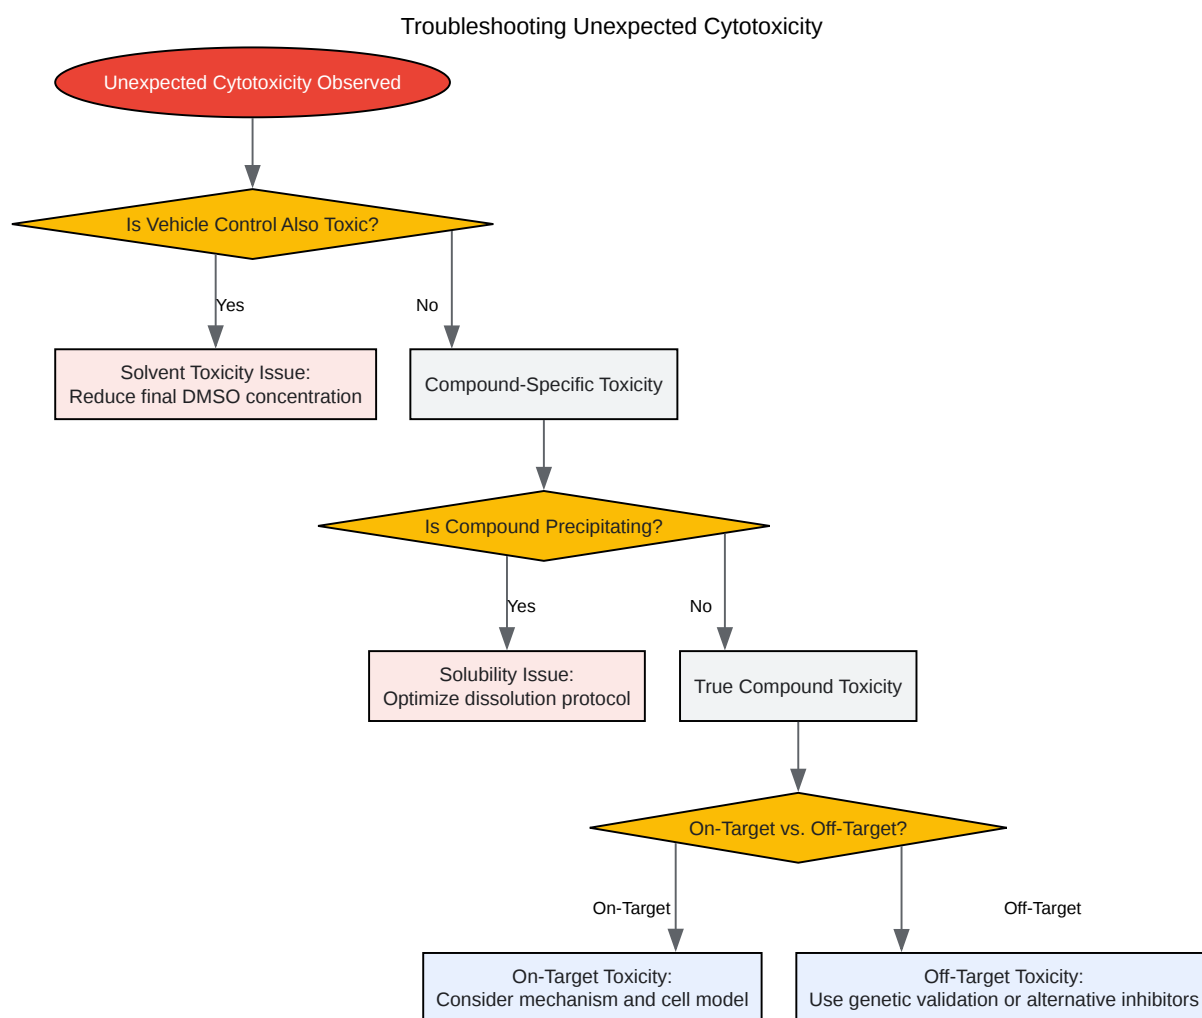 Troubleshooting Unexpected Cytotoxicity
Unexpected Cytotoxicity Observed
Is Vehicle Control Also Toxic?
Yes
No
Solvent Toxicity Issue:
Reduce final DMSO concentration
Compound-Specific Toxicity
Is Compound Precipitating?
Yes
No
Solubility Issue:
Optimize dissolution protocol
True Compound Toxicity
On-Target vs. Off-Target?
On-Target
Off-Target
On-Target Toxicity:
Consider mechanism and cell model
Off-Target Toxicity:
Use genetic validation or alternative inhibitors